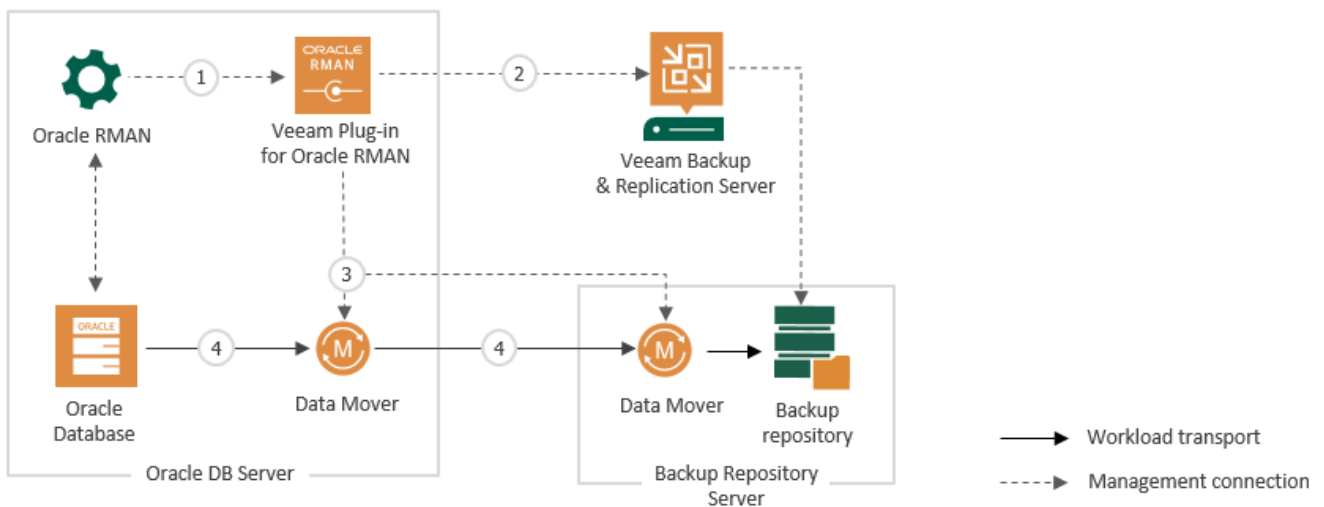 ORACLE
RMAN
1
2
Oracle RMAN
Veeam Plug-in
for Oracle RMAN
Veeam Backup
& Replication Server
3
ORACLE
4
M
4
M
Oracle
Database
Data Mover
Data Mover
Backup
repository
Oracle DB Server
Backup Repository
Server
Workload transport
Management connection